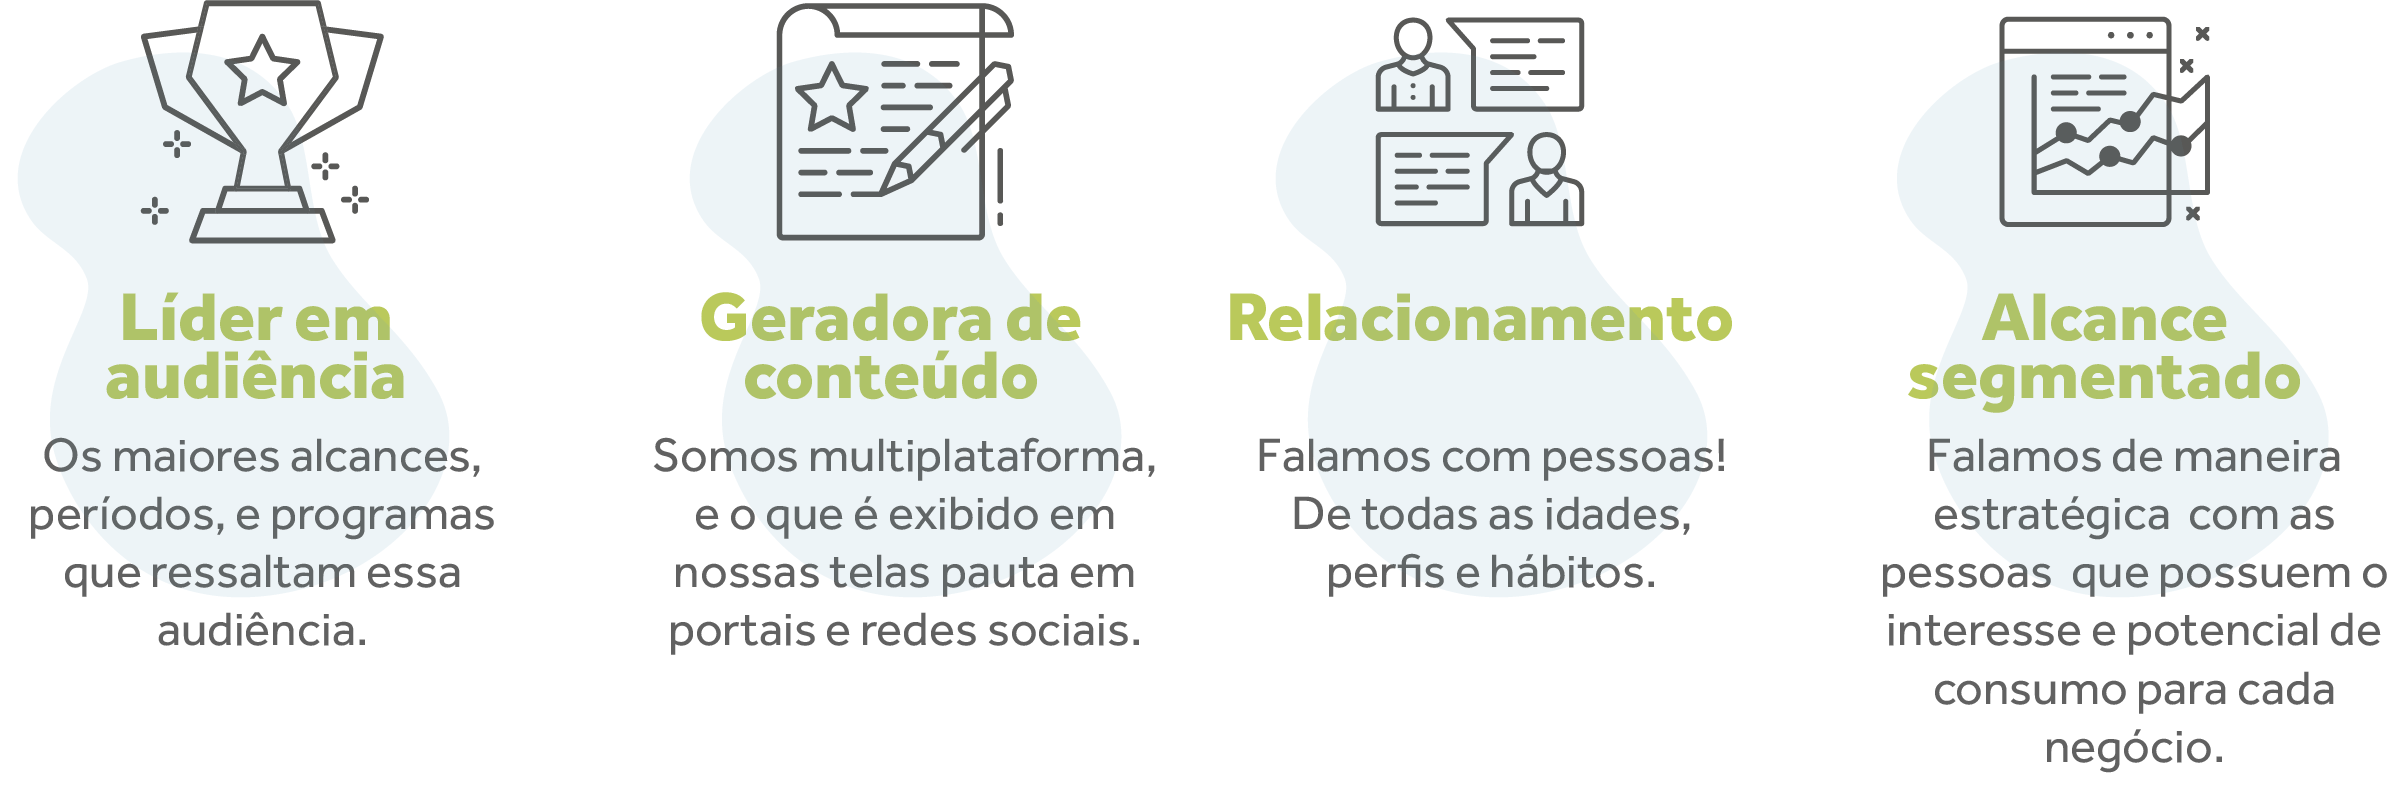 Líder em
audiência
Os maiores alcances,
períodos, e programas
que ressaltam essa
audiência.
Geradora de
conteúdo
Somos multiplataforma,
e o que é exibido em
nossas telas pauta em
portais e redes sociais.
Relacionamento
Falamos com pessoas!
De todas as idades,
perfis e hábitos.
Alcance
segmentado
Falamos de maneira
estratégica com as
pessoas que possuem o
interesse e potencial de
consumo para cada
negócio.